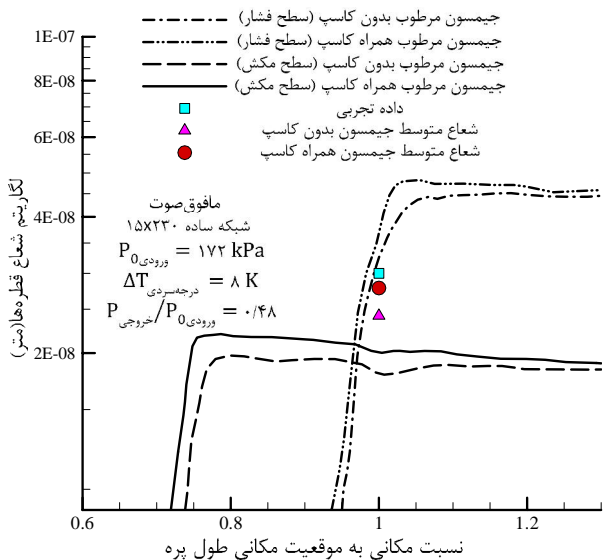 جیمسون مرطوب بدون کاسپ (سطح فشار)
جیمسون مرطوب همراه کاسپ (سطح فشار)
جیمسون مرطوب بدون کاسپ (سطح مکش)
جیمسون مرطوب همراه کاسپ (سطح مکش)
داده تجربی
شعاع متوسط جیمسون بدون کاسپ
شعاع متوسط جیمسون همراه کاسپ
مافوق‌صوت
شبکه ساده ۱۵X۲۳۰
P0ورودی = ۱۷۲ kPa
ΔTدرجه‌سردی = ۸ K
Pخروجی/P0ورودی = ۰/۴۸
لگاریتم شعاع قطره‌ها(متر)
1E-07
8E-08
6E-08
4E-08
2E-08
0.6
0.8
1
1.2
نسبت مکانی به موقعیت مکانی طول پره